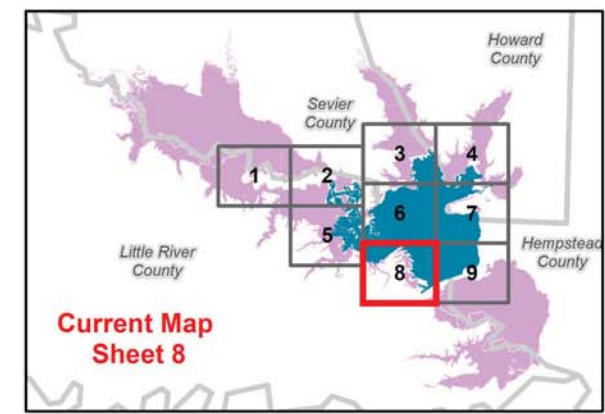 Howard
County
Sevier
County
3
4
1
2
6
7
5
Little River
County
8
9
Hempstead
County
Current Map
Sheet 8